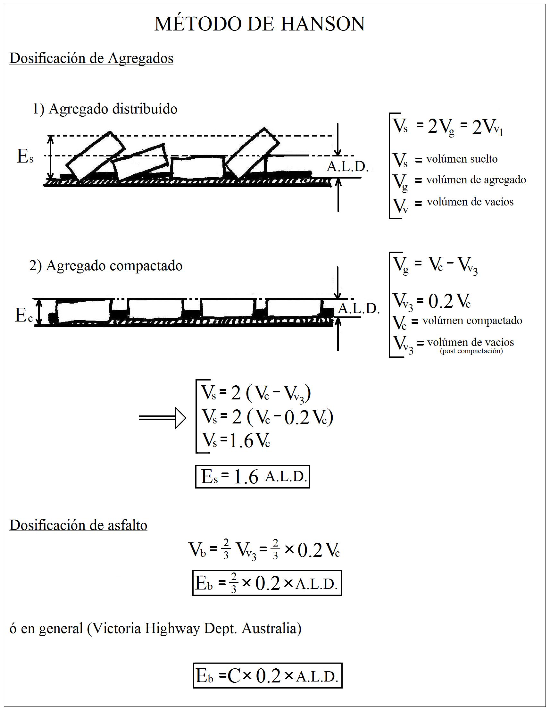 MÉTODO DE HANSON
Dosificación de Agregados
1) Agregado distribuido
Es
A.L.D.
Vs = 2Vg = 2Vv1
Vs = volúmen suelto
Vg = volúmen de agregado
Vv = volúmen de vacios
2) Agregado compactado
Ec
A.L.D.
Vg = Vc − Vv3
Vv3 = 0.2 Vc
Vc = volúmen compactado
Vv3 = volúmen de vacios
(post compactación)
Vs = 2 ( Vc − Vv3 )
Vs = 2 ( Vc − 0.2 Vc )
Vs = 1.6 Vc
Es = 1.6 A.L.D.
Dosificación de asfalto
Vb = 2/3 Vv3 = 2/3 × 0.2 Vc
Eb = 2/3 × 0.2 × A.L.D.
ó en general (Victoria Highway Dept. Australia)
Eb = C × 0.2 × A.L.D.